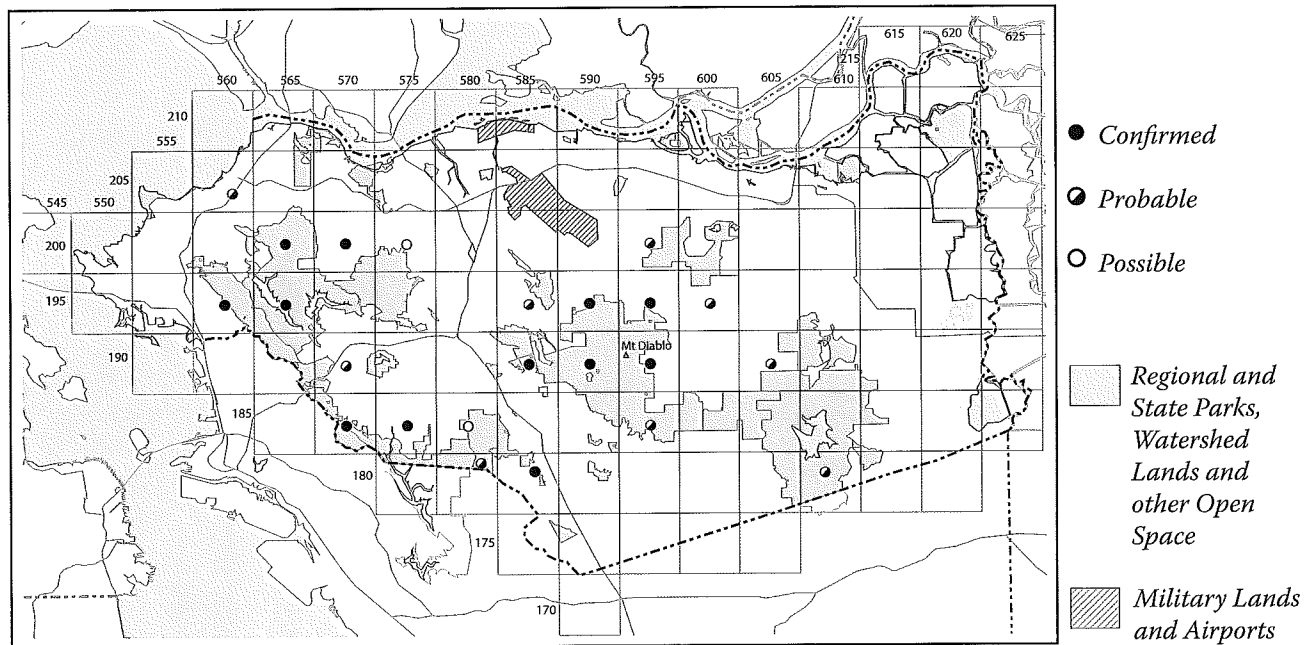 615
620
625
215
560
565
570
575
580
585
590
595
600
605
610
210
555
205
545
550
200
195
190
Mt Diablo
185
180
175
170
Confirmed
Probable
Possible
Regional and
State Parks,
Watershed
Lands and
other Open
Space
Military Lands
and Airports